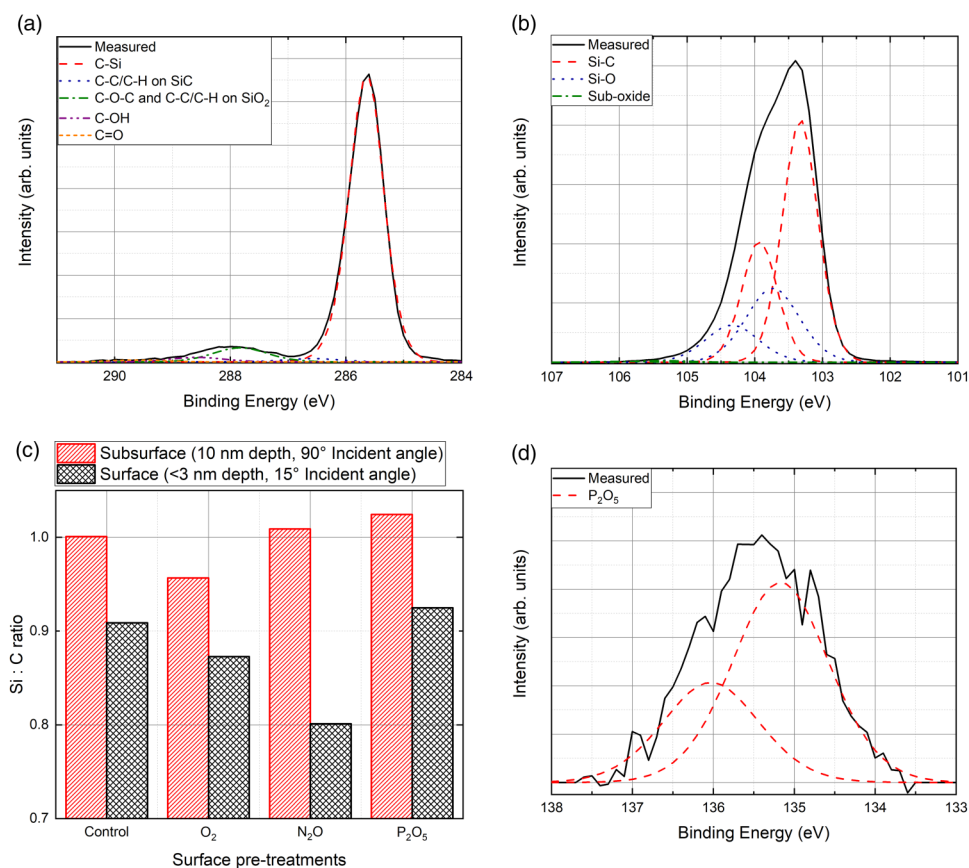 (a)
Measured
C-Si
C-C/C-H on SiC
C-O-C and C-C/C-H on SiO₂
C-OH
C=O
Intensity (arb. units)
290 288 286 284
Binding Energy (eV)
(b)
Measured
Si-C
Si-O
Sub-oxide
Intensity (arb. units)
107 106 105 104 103 102 101
Binding Energy (eV)
(c)
Subsurface (10 nm depth, 90° Incident angle)
Surface (<3 nm depth, 15° Incident angle)
Si : C ratio
1.0
0.9
0.8
0.7
Control O₂ N₂O P₂O₅
Surface pre-treatments
(d)
Measured
P₂O₅
Intensity (arb. units)
138 137 136 135 134 133
Binding Energy (eV)